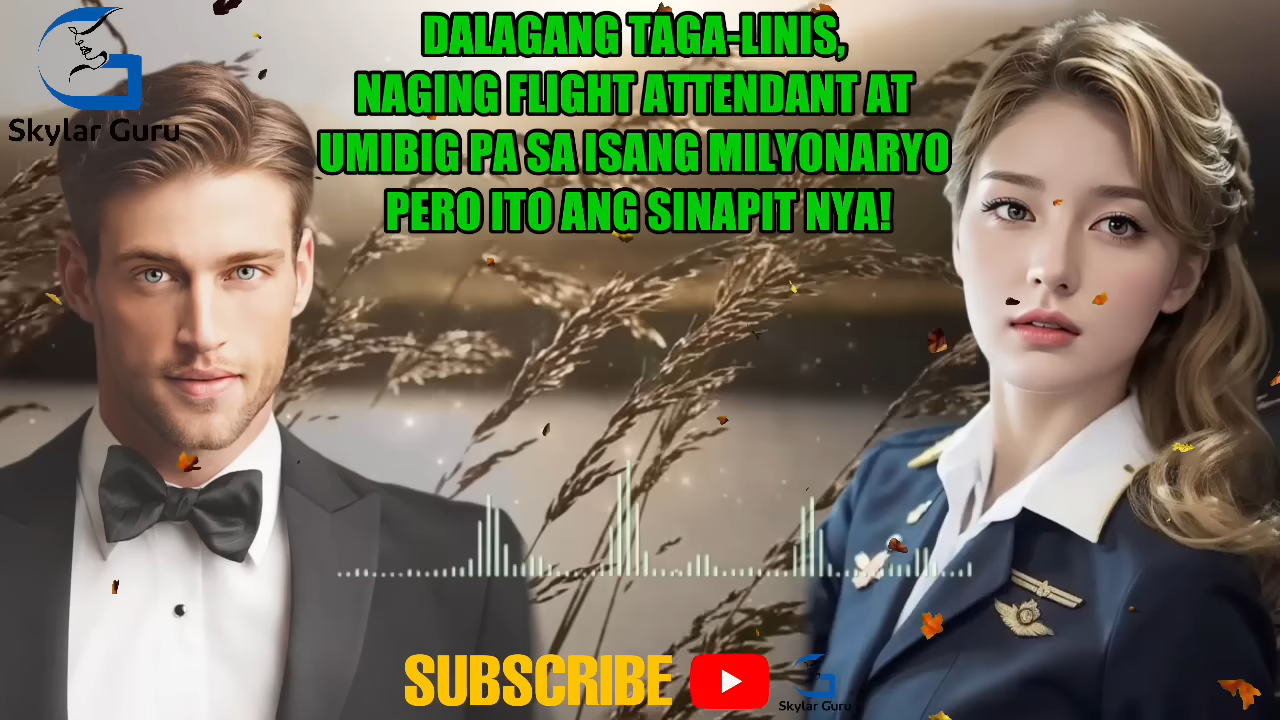 Skylar Guru
DALAGANG TAGA-LINIS,
NAGING FLIGHT ATTENDANT AT
UMIBIG PA SA ISANG MILYONARYO
PERO ITO ANG SINAPIT NYA!
SUBSCRIBE
Skylar Guru